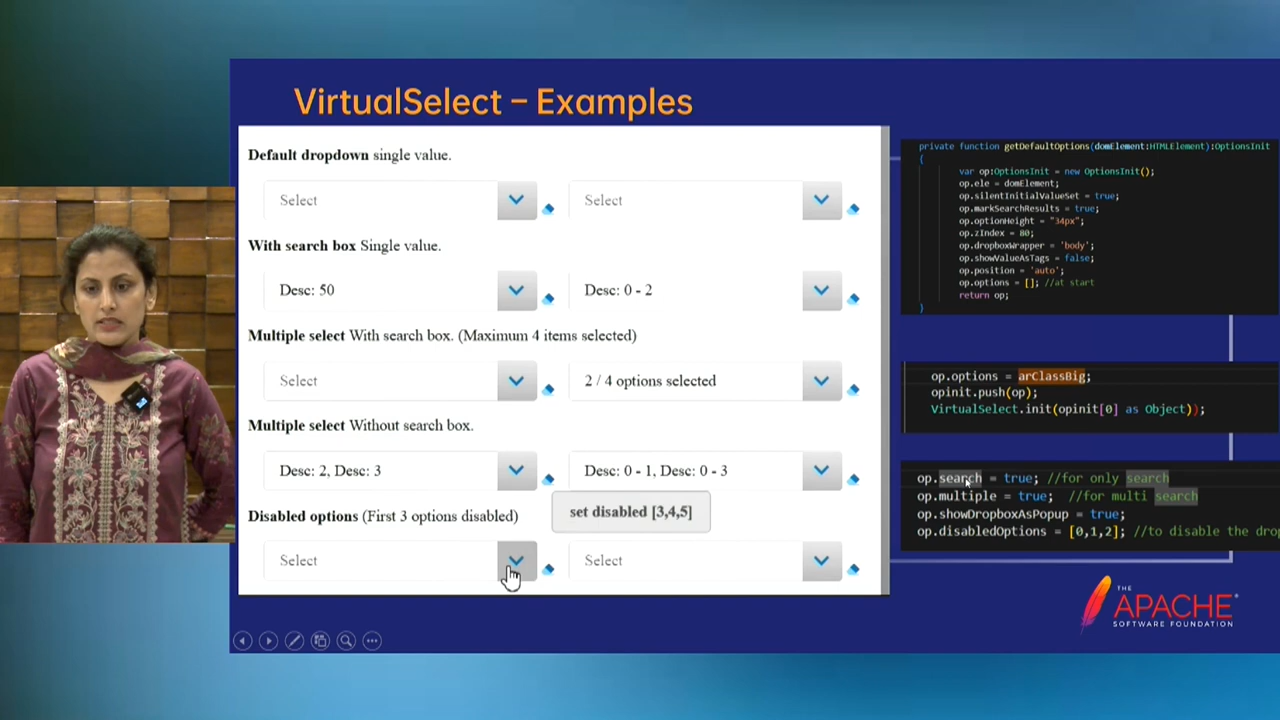 VirtualSelect – Examples
Default dropdown single value.
Select
Select
With search box Single value.
Desc: 50
Desc: 0 - 2
Multiple select With search box. (Maximum 4 items selected)
Select
2 / 4 options selected
Multiple select Without search box.
Desc: 2, Desc: 3
Desc: 0 - 1, Desc: 0 - 3
Disabled options (First 3 options disabled)
set disabled [3,4,5]
Select
Select
private function getDefaultOptions(domElement:HTMLElement):OptionsInit
{
var op:OptionsInit = new OptionsInit();
op.ele = domElement;
op.silentInitialValueSet = true;
op.markSearchResults = true;
op.optionHeight = "34px";
op.zIndex = 80;
op.dropboxWrapper = 'body';
op.showValueAsTags = false;
op.position = 'auto';
op.options = []; //at start
return op;
}
op.options = arClassBig;
opinit.push(op);
VirtualSelect.init(opinit[0] as Object));
op.search = true; //for only search
op.multiple = true; //for multi search
op.showDropboxAsPopup = true;
op.disabledOptions = [0,1,2]; //to disable the drop
THE
APACHE
SOFTWARE FOUNDATION